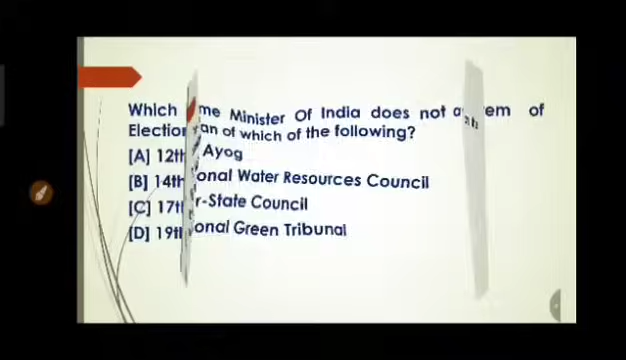 Which me Minister Of India does not a em of
Election an of which of the following?
[A] 12th Ayog
[B] 14th onal Water Resources Council
[C] 17th r-State Council
[D] 19th onal Green Tribunal